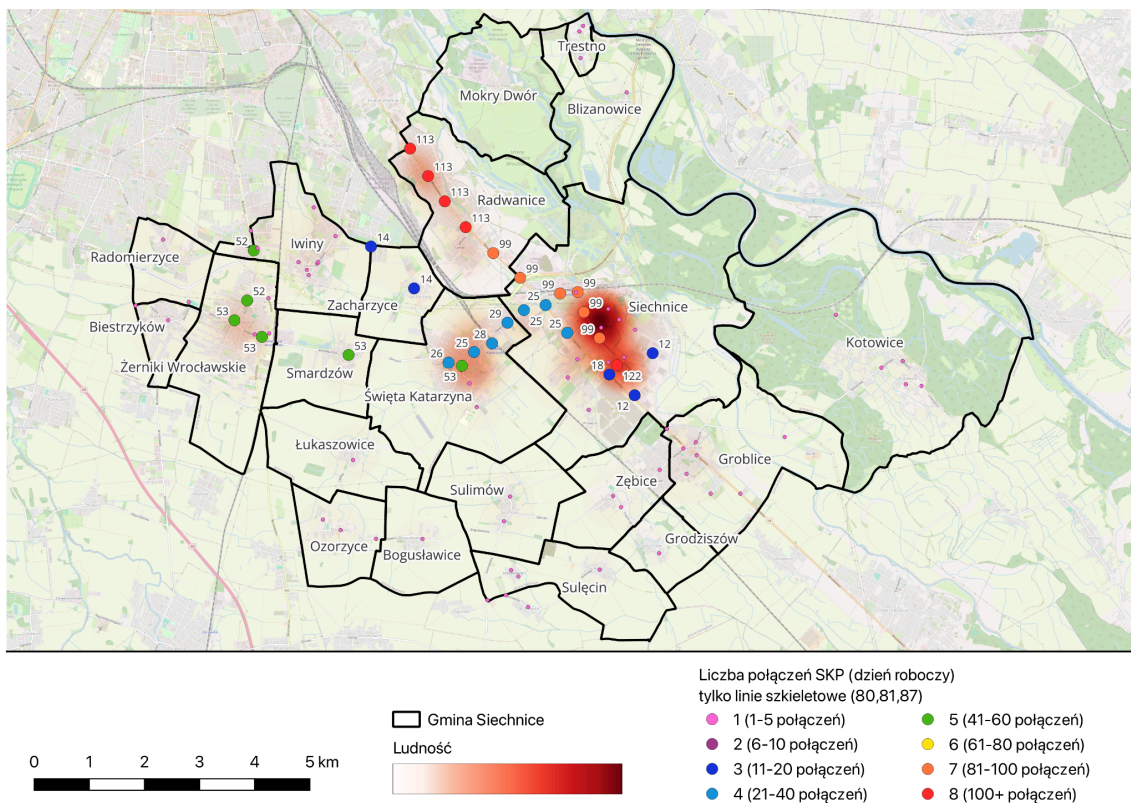 Trestno
Mokry Dwór
Blizanowice
113
113
Radwanice
113
113
52
Iwiny
14
99
Radomierzyce
99
14
99
99
Zacharzyce
52
25
Siechnice
99
Biestrzyków
29
25
25
53
28
99
53
25
12
Kotowice
Żerniki Wrocławskie
Smardzów
26
53
18
122
Święta Katarzyna
12
Łukaszowice
Groblice
Sulimów
Zębice
Ozorzyce
Bogusławice
Grodziszów
Sulęcin
Liczba połączeń SKP (dzień roboczy)
tylko linie szkieletowe (80,81,87)
Gmina Siechnice
1 (1-5 połączeń)
5 (41-60 połączeń)
Ludność
2 (6-10 połączeń)
6 (61-80 połączeń)
0 1 2 3 4 5 km
3 (11-20 połączeń)
7 (81-100 połączeń)
4 (21-40 połączeń)
8 (100+ połączeń)